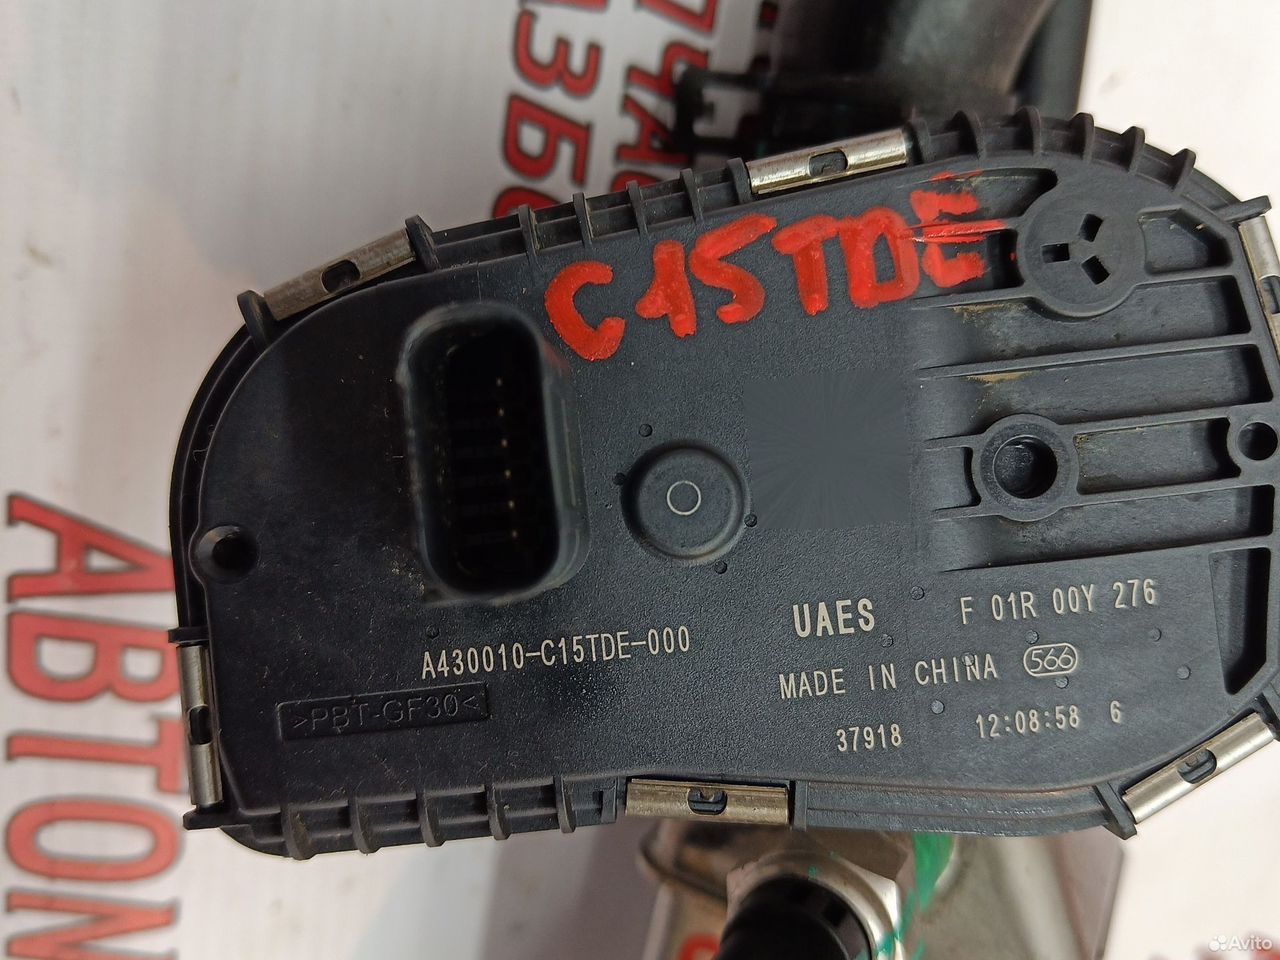 C15TDE
A430010-C15TDE-000
>PBT-GF30<
UAES
F 01R 00Y 276
MADE IN CHINA 566
37918 12:08:58 6
АВТОМ
Avito